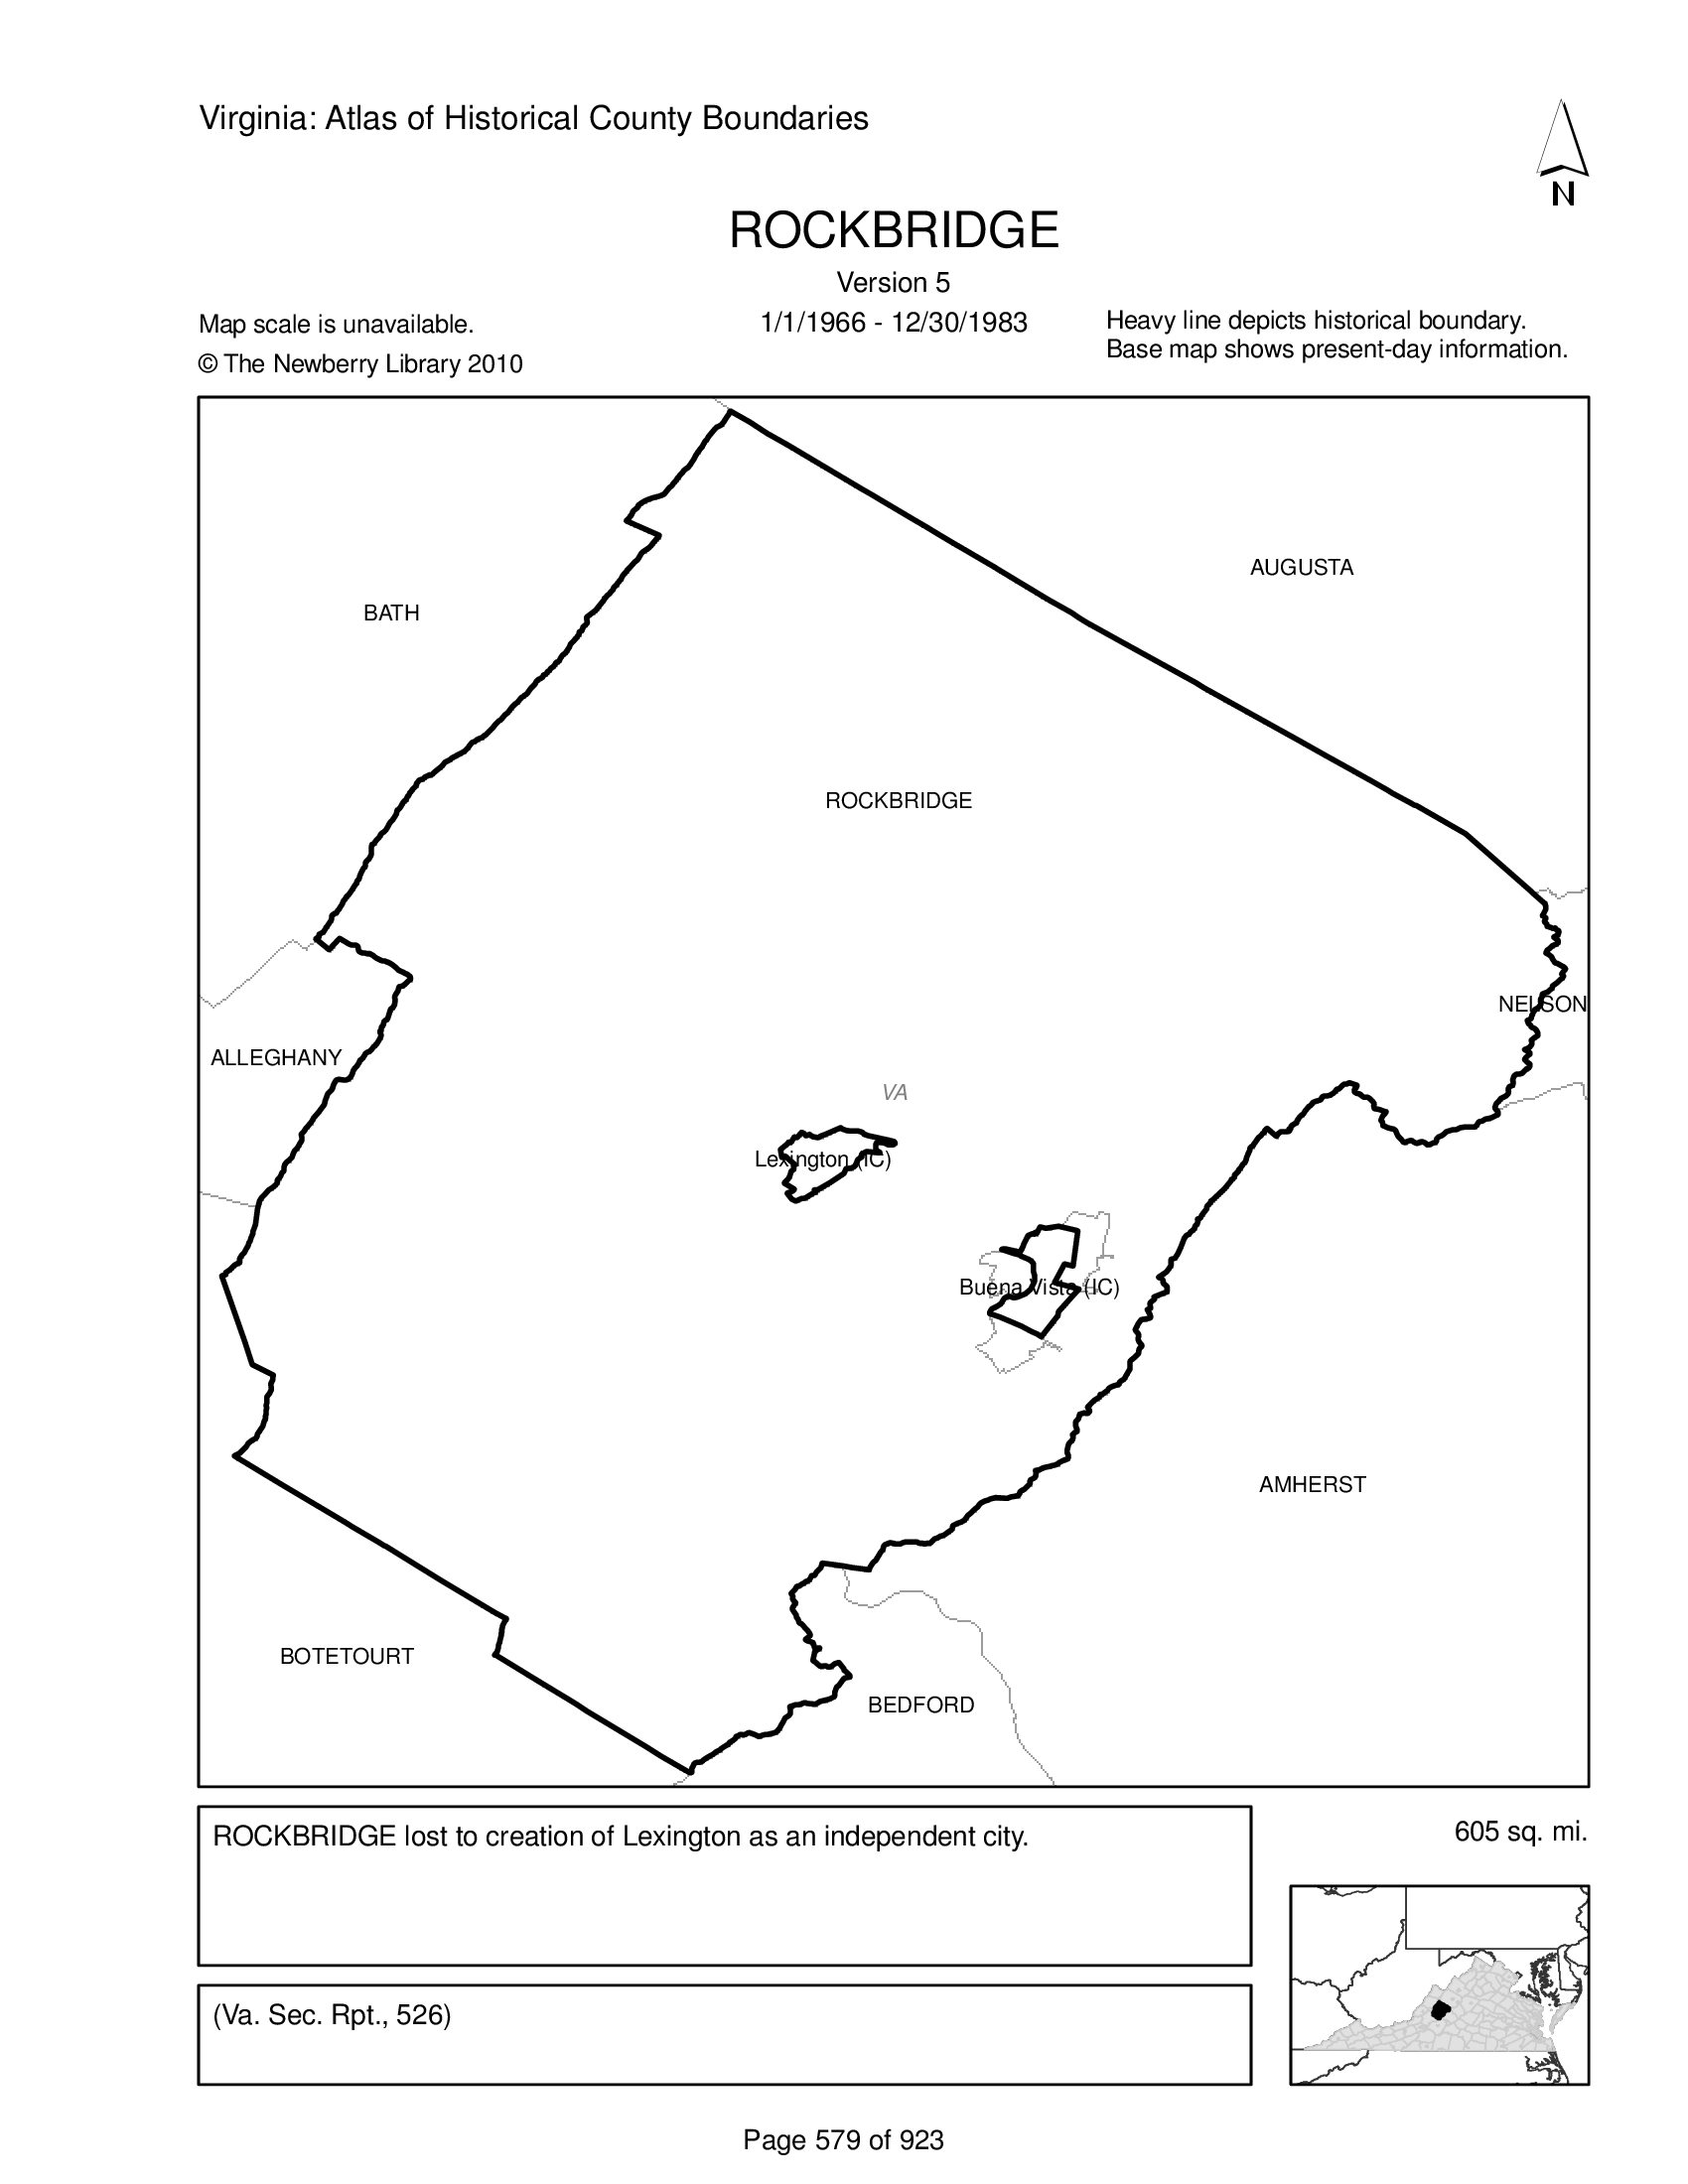 Virginia: Atlas of Historical County Boundaries
N
ROCKBRIDGE
Version 5
1/1/1966 - 12/30/1983
Map scale is unavailable.
© The Newberry Library 2010
Heavy line depicts historical boundary.
Base map shows present-day information.
AUGUSTA
BATH
ROCKBRIDGE
NELSON
ALLEGHANY
VA
Lexington (IC)
Buena Vista (IC)
AMHERST
BOTETOURT
BEDFORD
ROCKBRIDGE lost to creation of Lexington as an independent city.
605 sq. mi.
(Va. Sec. Rpt., 526)
Page 579 of 923